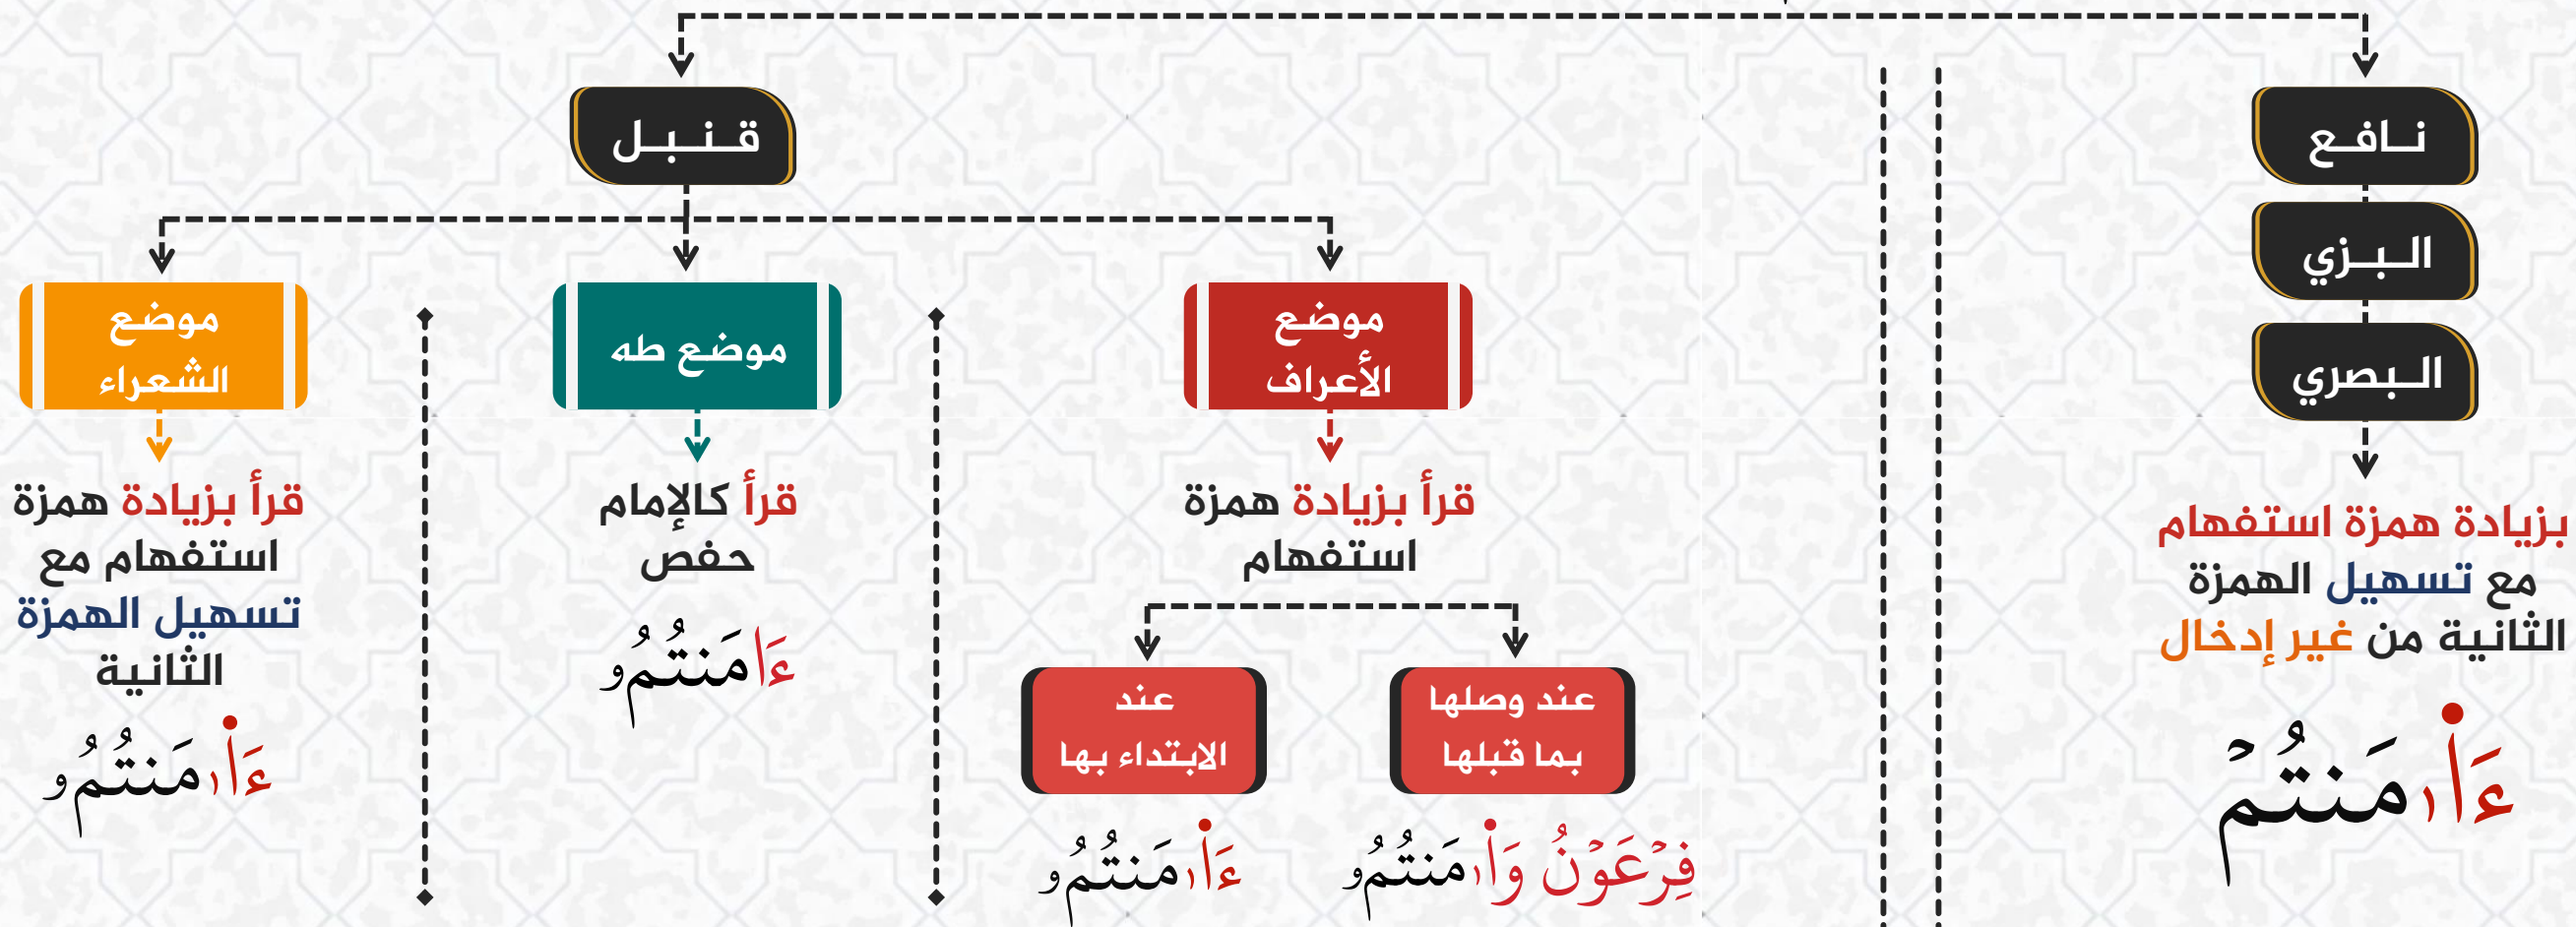 نافع
البزي
البصري
بزيادة همزة استفهام
مع تسهيل الهمزة
الثانية من غير إدخال
ءَا۬مَنتُمۡ
قنبل
موضع
الأعراف
قرأ بزيادة همزة
استفهام
عند وصلها
بما قبلها
فِرۡعَوۡنُ وَا۬مَنتُمُو
عند
الابتداء بها
ءَا۬مَنتُمُو
موضع طه
قرأ كالإمام
حفص
ءَامَنتُمُو
موضع
الشعراء
قرأ بزيادة همزة
استفهام مع
تسهيل الهمزة
الثانية
ءَا۬مَنتُمُو